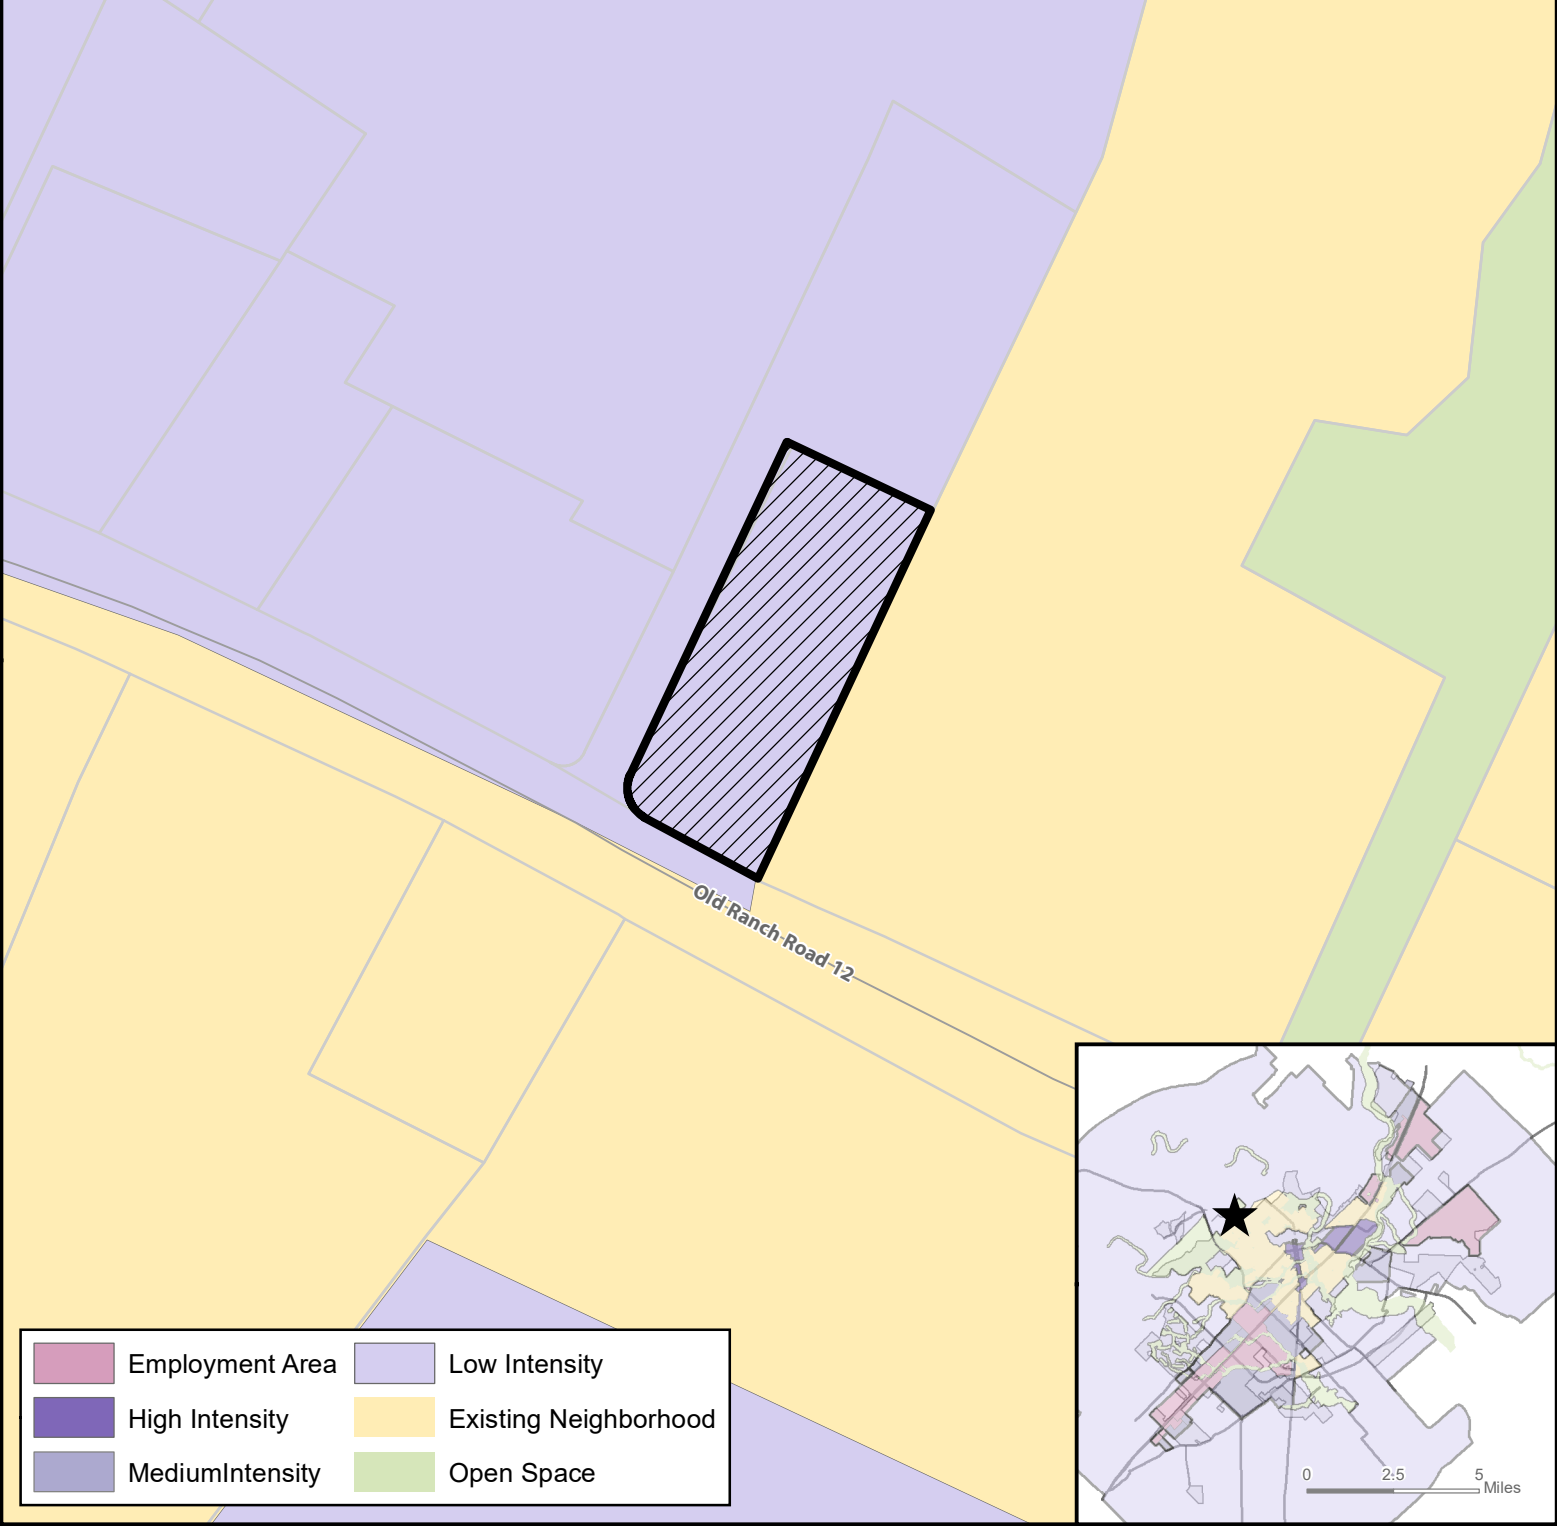 Old Ranch Road 12
Employment Area
Low Intensity
High Intensity
Existing Neighborhood
MediumIntensity
Open Space
0 2.5 5
Miles